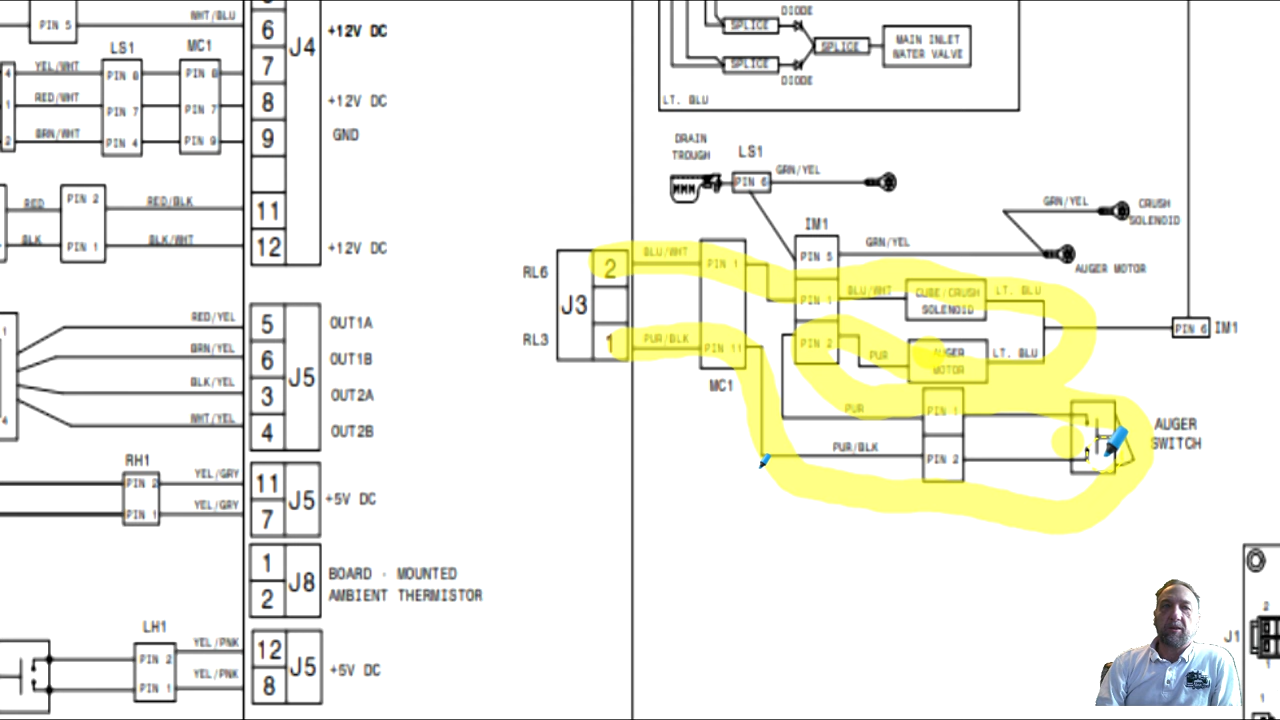 PIN 5
WHT/BLU
6
+12V DC
LS1
MC1
J4
7
4
YEL/WHT
PIN 8
PIN 8
1
RED/WHT
PIN 7
PIN 7
8
+12V DC
2
BRN/WHT
PIN 4
PIN 9
9
GND
RED
PIN 2
RED/BLK
11
BLK
PIN 1
BLK/WHT
12
+12V DC
1
RED/YEL
5
OUT1A
BRN/YEL
6
OUT1B
J5
BLK/YEL
3
OUT2A
4
WHT/YEL
4
OUT2B
RH1
PIN 2
YEL/GRY
11
J5
+5V DC
PIN 1
YEL/GRY
7
1
J8
BOARD - MOUNTED
2
AMBIENT THERMISTOR
LH1
PIN 2
YEL/PNK
12
J5
+5V DC
PIN 1
YEL/PNK
8
DIODE
SPLICE
SPLICE
MAIN INLET
WATER VALVE
SPLICE
DIODE
LT. BLU
DRAIN
TROUGH
LS1
PIN 6
GRN/YEL
GRN/YEL
CRUSH
SOLENOID
IM1
PIN 5
GRN/YEL
AUGER MOTOR
RL6
J3
2
BLU/WHT
PIN 1
PIN 1
BLU/WHT
CUBE/CRUSH
SOLENOID
LT. BLU
PIN 6
IM1
RL3
1
PUR/BLK
PIN 11
PIN 2
PUR
AUGER
MOTOR
LT. BLU
MC1
PUR
PIN 1
AUGER
SWITCH
PUR/BLK
PIN 2
J1
2
1
1